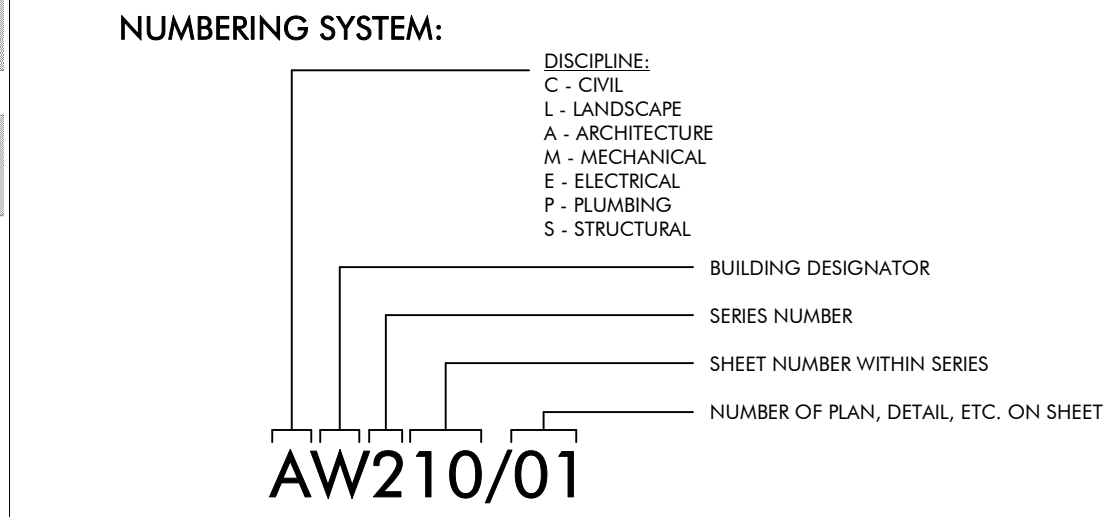 NUMBERING SYSTEM:
DISCIPLINE:
C - CIVIL
L - LANDSCAPE
A - ARCHITECTURE
M - MECHANICAL
E - ELECTRICAL
P - PLUMBING
S - STRUCTURAL
BUILDING DESIGNATOR
SERIES NUMBER
SHEET NUMBER WITHIN SERIES
NUMBER OF PLAN, DETAIL, ETC. ON SHEET
AW210/01